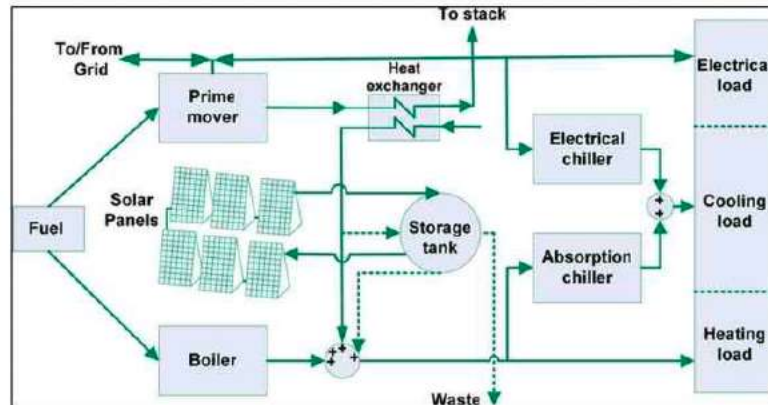 To stack
To/From
Grid
Heat
exchanger
Electrical
load
Prime
mover
Electrical
chiller
Solar
Panels
Cooling
load
Fuel
Storage
tank
Absorption
chiller
Boiler
Heating
load
Waste
+
+
+
+
+
+